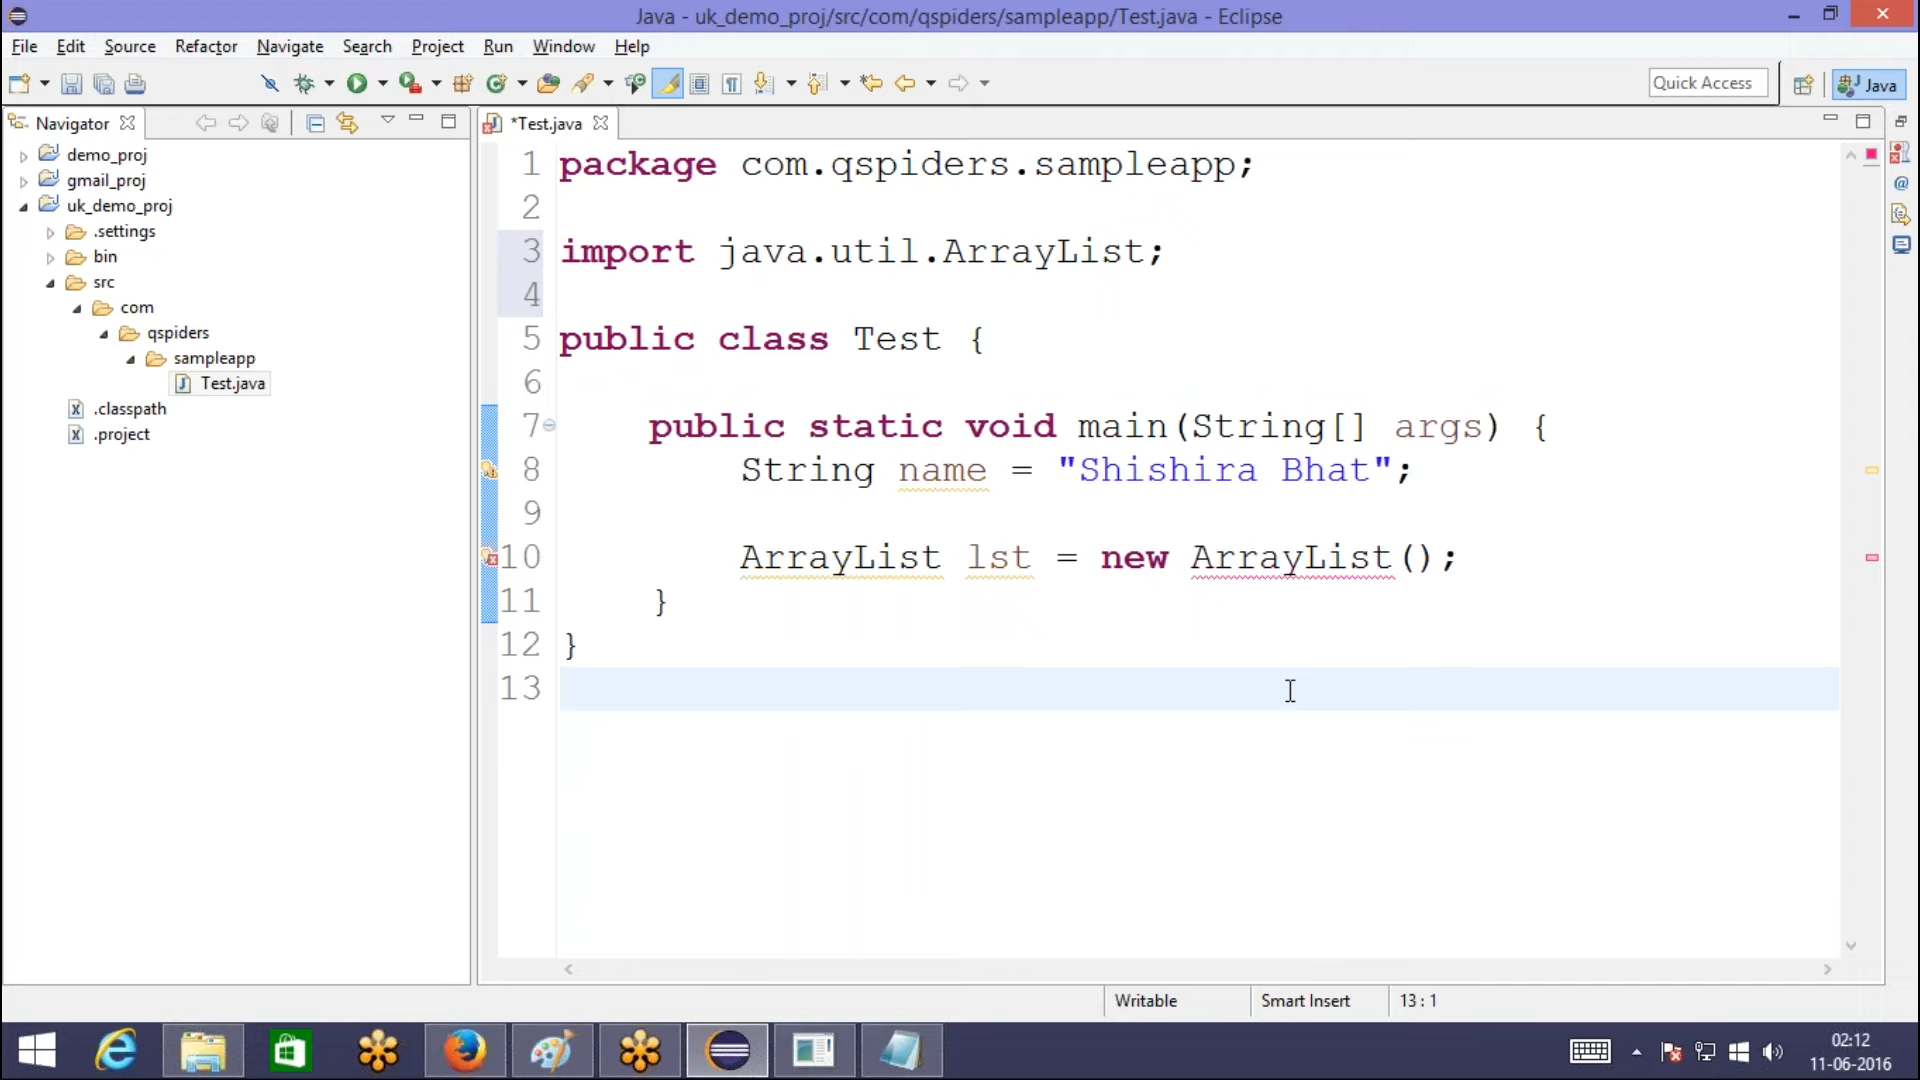 Java - uk_demo_proj/src/com/qspiders/sampleapp/Test.java - Eclipse
File Edit Source Refactor Navigate Search Project Run Window Help
Quick Access
Java
Navigator
*Test.java
demo_proj
gmail_proj
uk_demo_proj
.settings
bin
src
com
qspiders
sampleapp
Test.java
.classpath
.project
1 package com.qspiders.sampleapp;
2
3 import java.util.ArrayList;
4
5 public class Test {
6
7 public static void main(String[] args) {
8 String name = "Shishira Bhat";
9
10 ArrayList lst = new ArrayList();
11 }
12 }
13
Writable
Smart Insert
13 : 1
02:12
11-06-2016